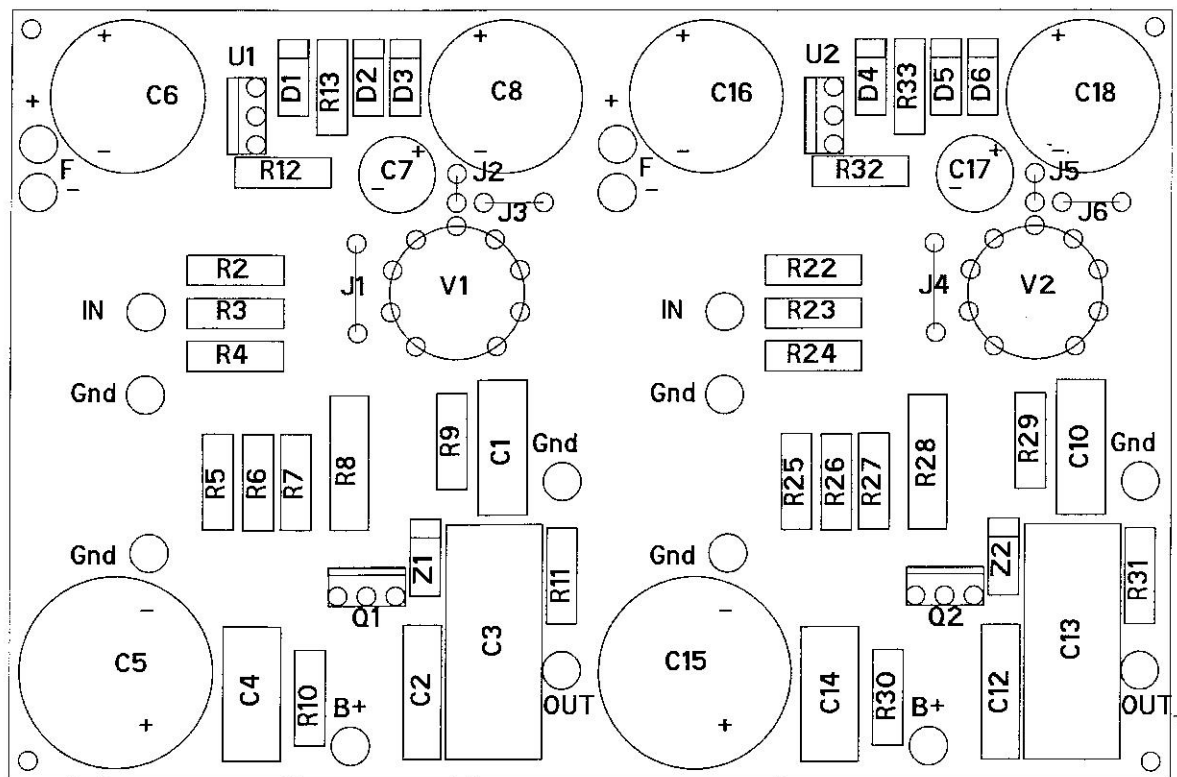 +
C6
-
+
F
-
U1
D1
R13
D2
D3
R12
+
C7
-
+
C8
-
J2
J3
J1
V1
R2
R3
R4
IN
Gnd
R5
R6
R7
R8
R9
C1
Gnd
Gnd
-
C5
+
Q1
Z1
C3
R11
C4
R10
B+
C2
OUT
+
C16
-
+
F
-
U2
D4
R33
D5
D6
R32
+
C17
-
+
C18
-
J5
J6
J4
V2
R22
R23
R24
IN
Gnd
R25
R26
R27
R28
R29
C10
Gnd
Gnd
-
C15
+
Q2
Z2
C13
R31
C14
R30
B+
C12
OUT